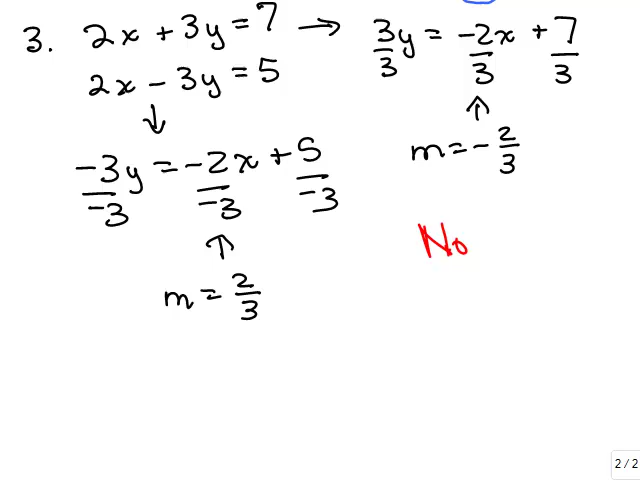 3. 2x + 3y = 7 → 3y/3 = -2x/3 + 7/3
2x - 3y = 5
↓
↑
m = -2/3
-3y/-3 = -2x/-3 + 5/-3
↑
m = 2/3
No
2 / 2